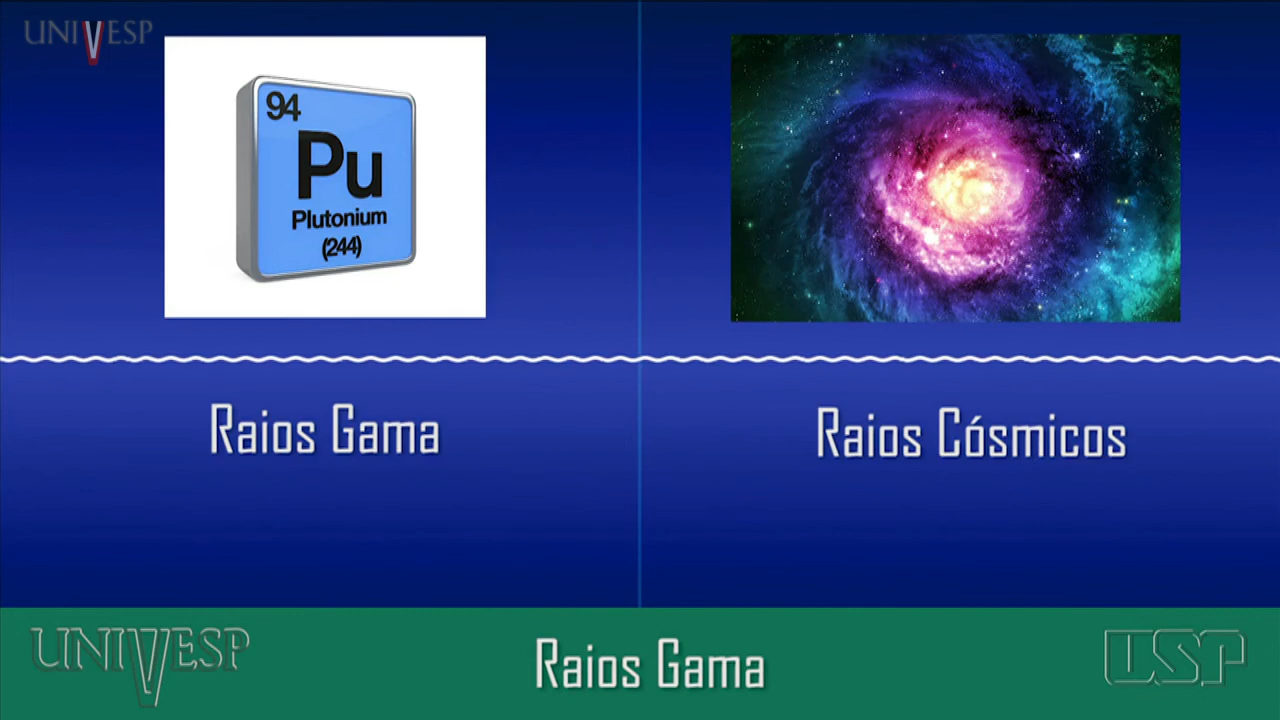 UNIVESP
94
Pu
Plutonium
(244)
Raios Gama
Raios Cósmicos
UNIVESP
Raios Gama
USP